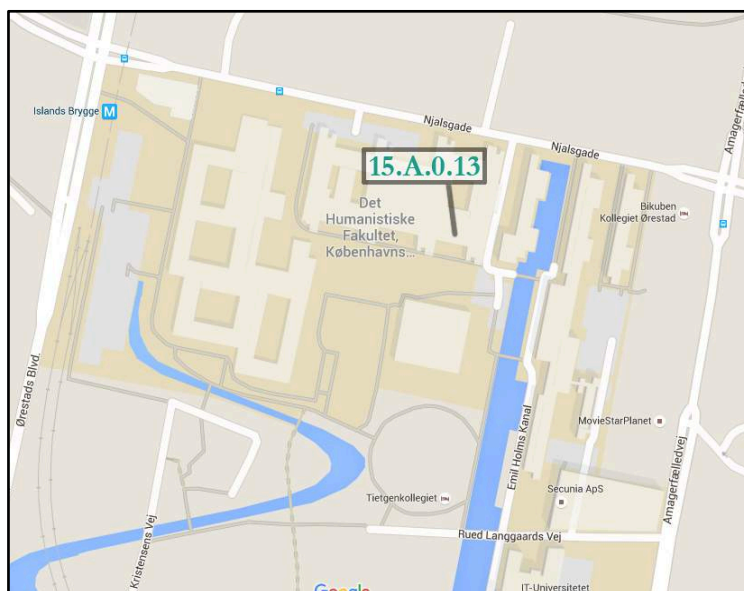 Islands Brygge M
Njalsgade
Njalsgade
Amagerfælledvej
15.A.0.13
Det
Humanistiske
Fakultet,
Københavns...
Bikuben
Kollegiet Ørestad
Ørestads Blvd.
MovieStarPlanet
Emil Holms Kanal
Amagerfælledvej
Tietgenkollegiet
Secunia ApS
Rued Langgaards Vej
Kristensens Vej
Google
IT-Universitetet